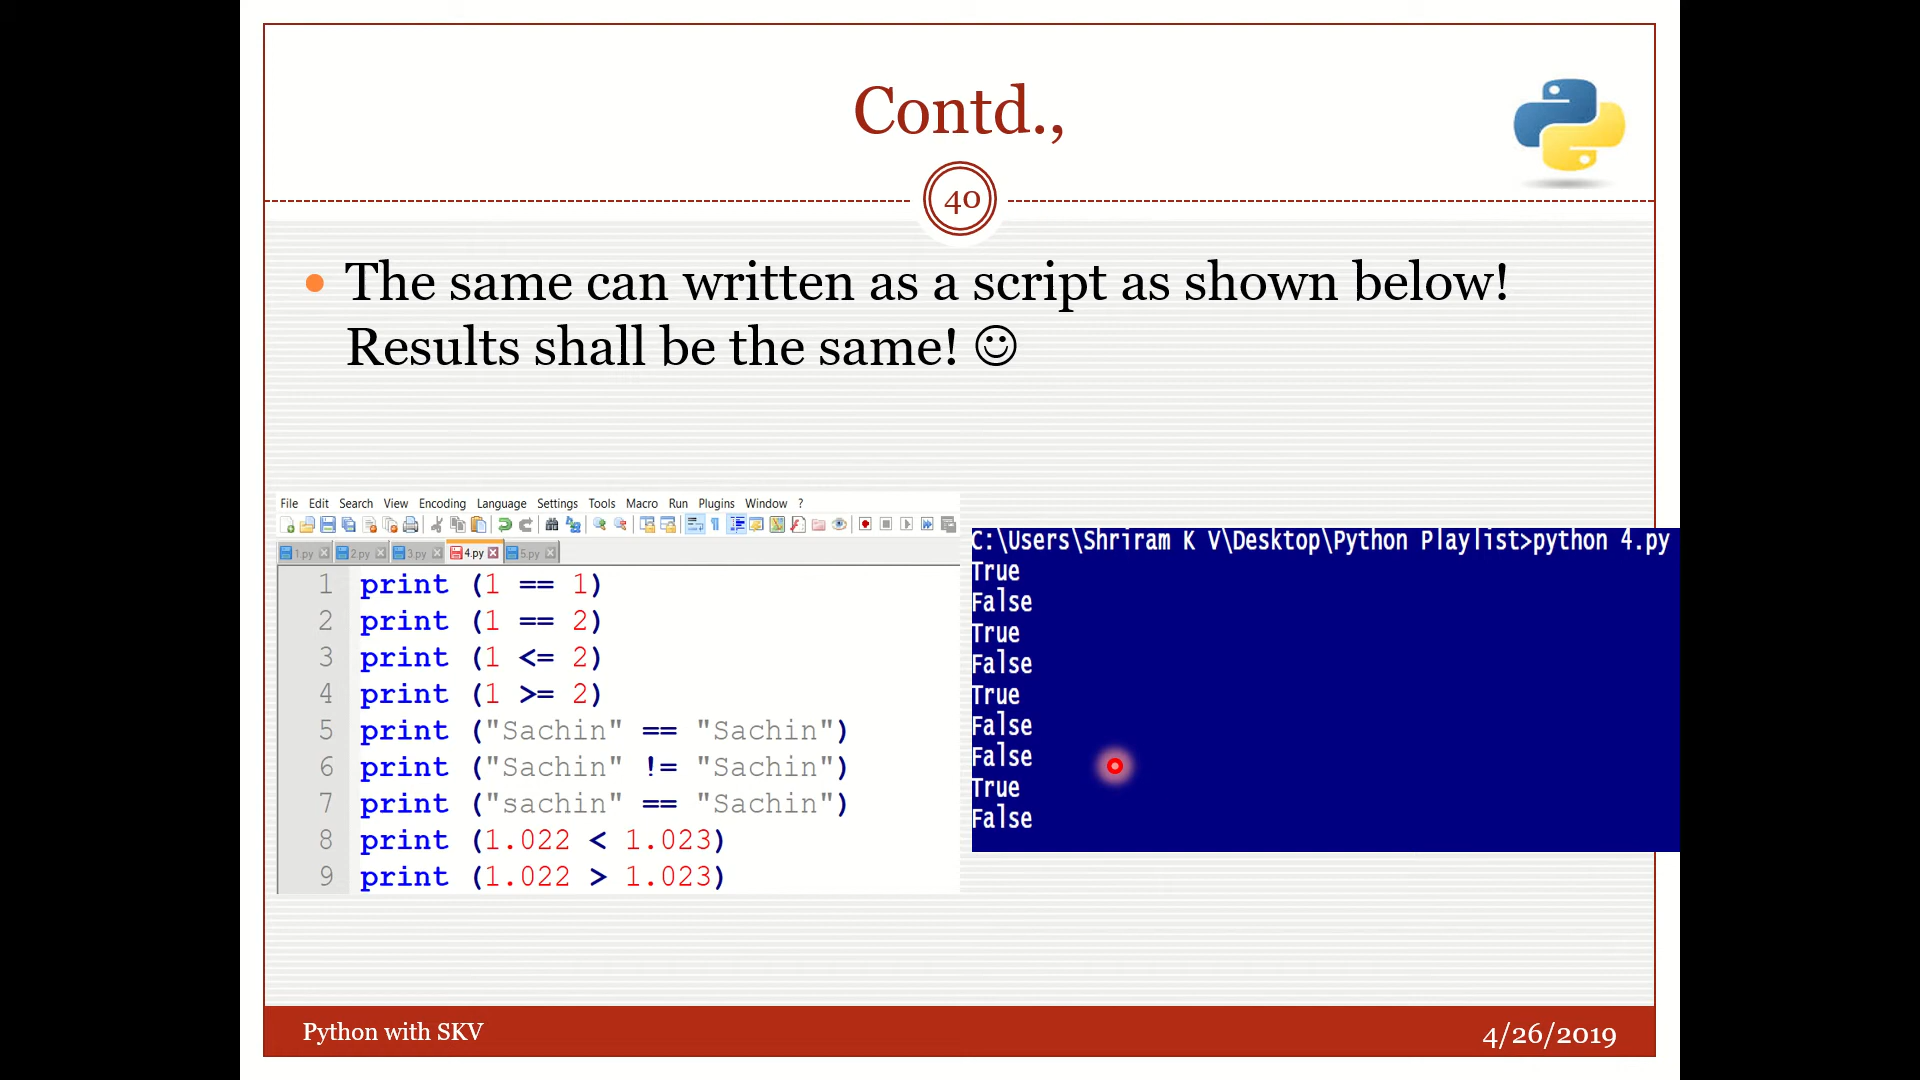 Contd.,
40
The same can written as a script as shown below!
Results shall be the same! ☺
File Edit Search View Encoding Language Settings Tools Macro Run Plugins Window ?
1.py 2.py 3.py 4.py 5.py
1 print (1 == 1)
2 print (1 == 2)
3 print (1 <= 2)
4 print (1 >= 2)
5 print ("Sachin" == "Sachin")
6 print ("Sachin" != "Sachin")
7 print ("sachin" == "Sachin")
8 print (1.022 < 1.023)
9 print (1.022 > 1.023)
C:\Users\Shriram K V\Desktop\Python Playlist>python 4.py
True
False
True
False
True
False
False
True
False
Python with SKV
4/26/2019